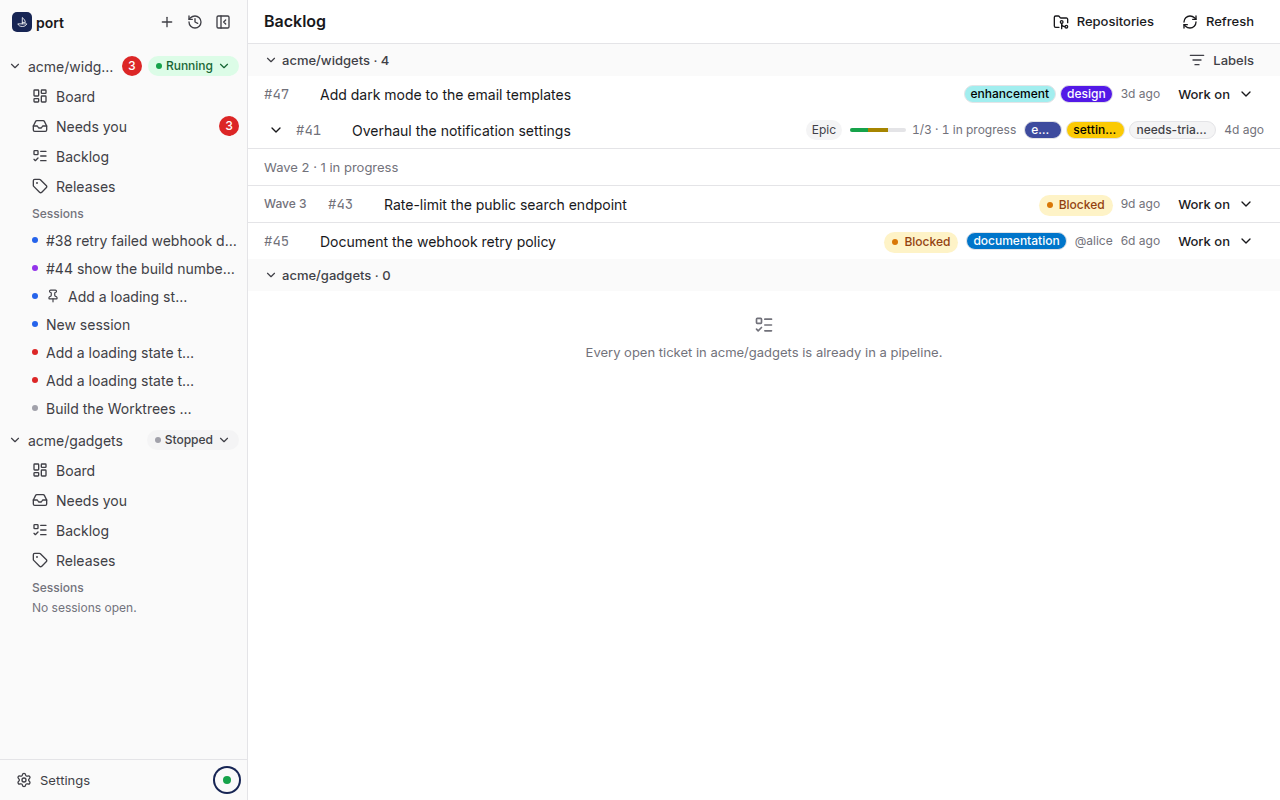 port
acme/widg... 3 Running
Board
Needs you 3
Backlog
Releases
Sessions
#38 retry failed webhook d...
#44 show the build numbe...
Add a loading st...
New session
Add a loading state t...
Add a loading state t...
Build the Worktrees ...
acme/gadgets Stopped
Board
Needs you
Backlog
Releases
Sessions
No sessions open.
Settings
Backlog Repositories Refresh
acme/widgets · 4 Labels
#47 Add dark mode to the email templates enhancement design 3d ago Work on
#41 Overhaul the notification settings Epic 1/3 · 1 in progress e... settin... needs-tria... 4d ago
Wave 2 · 1 in progress
Wave 3 #43 Rate-limit the public search endpoint Blocked 9d ago Work on
#45 Document the webhook retry policy Blocked documentation @alice 6d ago Work on
acme/gadgets · 0
Every open ticket in acme/gadgets is already in a pipeline.